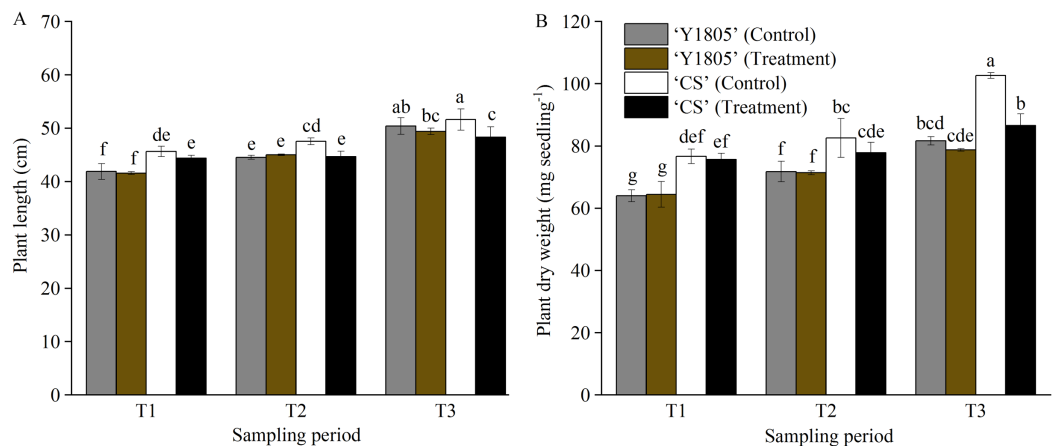 A
70
60
50
40
30
20
10
0
Plant length (cm)
f
f
de
e
e
e
cd
e
ab
bc
a
c
T1
T2
T3
Sampling period
B
120
100
80
60
40
20
0
Plant dry weight (mg seedling-1)
‘Y1805’ (Control)
‘Y1805’ (Treatment)
‘CS’ (Control)
‘CS’ (Treatment)
g
g
def
ef
f
f
bc
cde
bcd
cde
a
b
T1
T2
T3
Sampling period